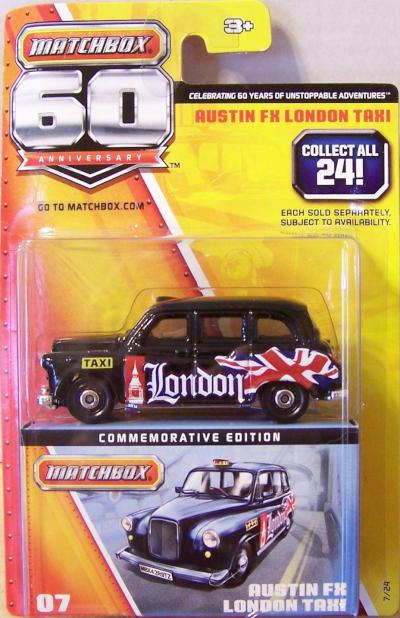 MATCHBOX
3+
60
ANNIVERSARY
™
CELEBRATING 60 YEARS OF UNSTOPPABLE ADVENTURES™
AUSTIN FX LONDON TAXI
COLLECT ALL
24!
GO TO MATCHBOX.COM
EACH SOLD SEPARATELY,
SUBJECT TO AVAILABILITY.
TAXI
London
COMMEMORATIVE EDITION
MATCHBOX
London
AUSTIN FX
LONDON TAXI
07
7/24